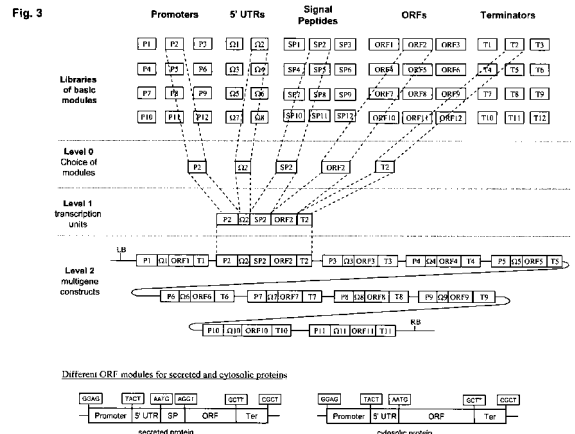 Fig. 3
Promoters 5' UTRs Signal Peptides ORFs Terminators
Libraries of basic modules
P1 P2 P3 Ω1 Ω2 SP1 SP2 SP3 ORF1 ORF2 ORF3 T1 T2 T3
P4 P5 P6 Ω3 Ω4 SP4 SP5 SP6 ORF4 ORF5 ORF6 T4 T5 T6
P7 P8 P9 Ω5 Ω6 SP7 SP8 SP9 ORF7 ORF8 ORF9 T7 T8 T9
P10 P11 P12 Ω7 Ω8 SP10 SP11 SP12 ORF10 ORF11 ORF12 T10 T11 T12
Level 0 Choice of modules
P2 Ω2 SP2 ORF2 T2
Level 1 transcription units
P2 Ω2 SP2 ORF2 T2
Level 2 multigene constructs
LB P1 Ω1 ORF1 T1 P2 Ω2 SP2 ORF2 T2 P3 Ω3 ORF3 T3 P4 Ω4 ORF4 T4 P5 Ω5 ORF5 T5
P6 Ω6 ORF6 T6 P7 Ω7 ORF7 T7 P8 Ω8 ORF8 T8 P9 Ω9 ORF9 T9
P10 Ω10 ORF10 T10 P11 Ω11 ORF11 T11 RB
Different ORF modules for secreted and cytosolic proteins
GGAG TACT AATG AGGT GCTT CGCT GGAG TACT AATG GCTT CGCT
Promoter 5' UTR SP ORF Ter Promoter 5' UTR ORF Ter
secreted protein cytosolic protein